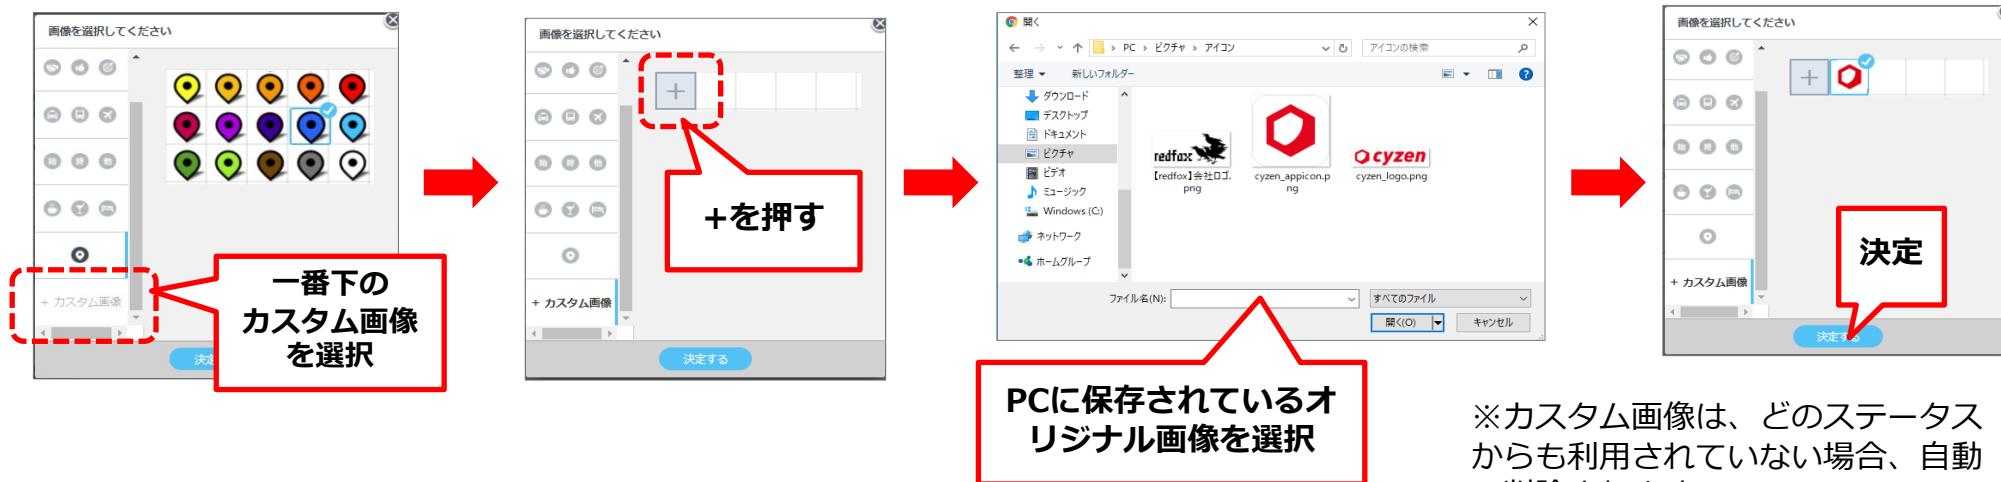 画像を選択してください
+ カスタム画像
一番下の
カスタム画像
を選択
画像を選択してください
+ カスタム画像
決定する
+を押す
開く
PC › ピクチャ › アイコン
アイコンの検索
整理 ▼ 新しいフォルダー
ダウンロード
デスクトップ
ドキュメント
ピクチャ
ビデオ
ミュージック
Windows (C:)
ネットワーク
ホームグループ
redfox
【redfox】会社ロゴ.
png
cyzen_appicon.p
ng
cyzen
cyzen_logo.png
ファイル名(N):
すべてのファイル
開く(O)
キャンセル
PCに保存されているオ
リジナル画像を選択
画像を選択してください
+ カスタム画像
決定
※カスタム画像は、どのステータス
からも利用されていない場合、自動